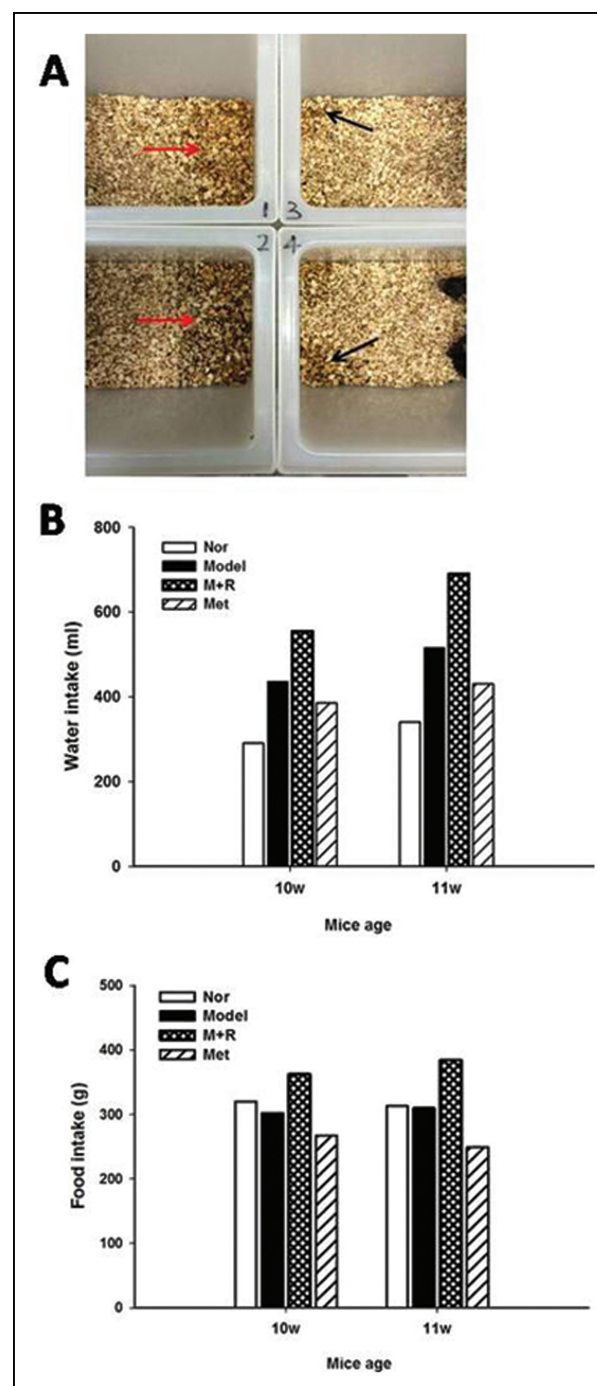 A
1 3
2 4
B
Water intake (ml)
800
600
400
200
0
Nor
Model
M+R
Met
10w 11w
Mice age
C
Food intake (g)
500
400
300
200
100
0
Nor
Model
M+R
Met
10w 11w
Mice age